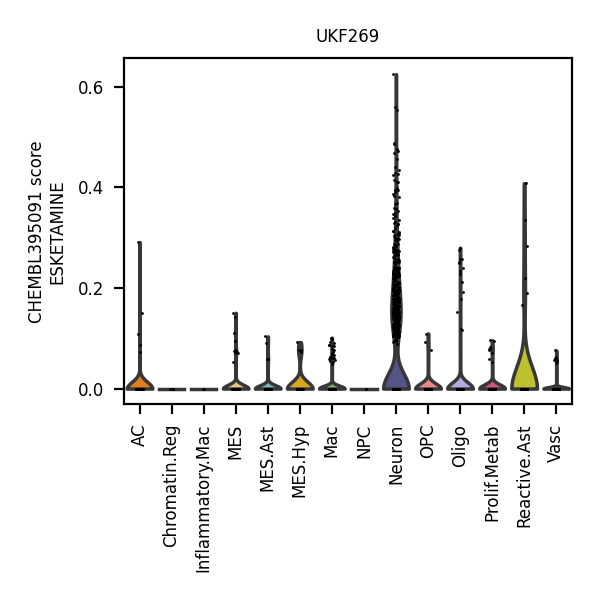 UKF269
CHEMBL395091 score
ESKETAMINE
0.6
0.4
0.2
0.0
AC
Chromatin.Reg
Inflammatory.Mac
MES
MES.Ast
MES.Hyp
Mac
NPC
Neuron
OPC
Oligo
Prolif.Metab
Reactive.Ast
Vasc